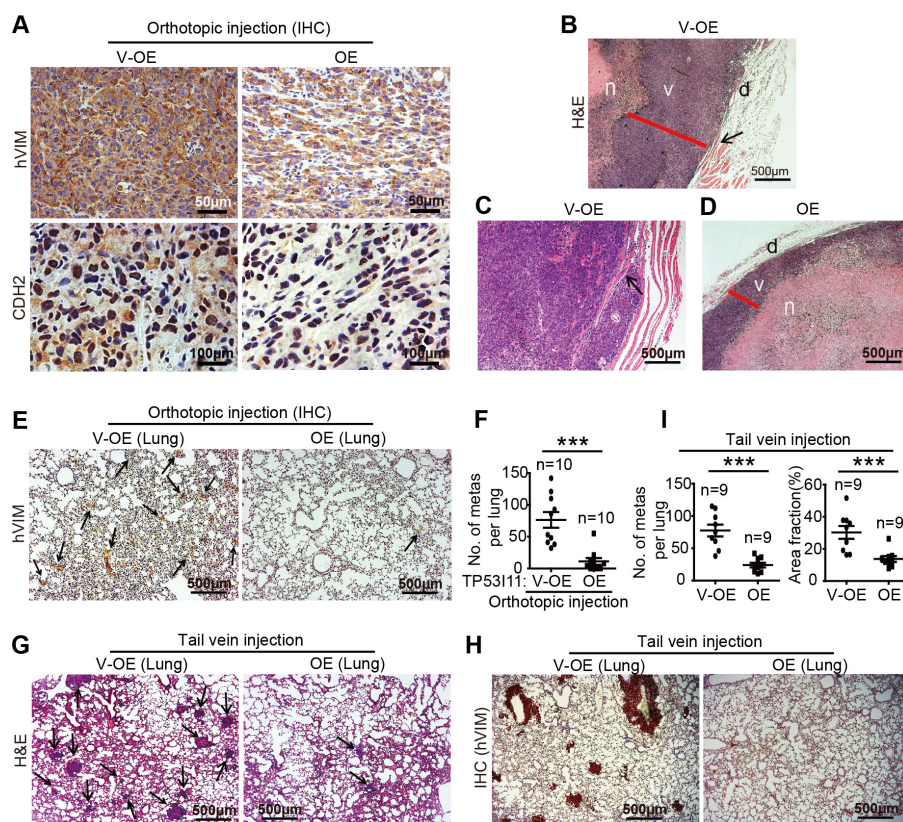 A
Orthotopic injection (IHC)
V-OE
OE
hVIM
50µm
50µm
CDH2
100µm
100µm
B
V-OE
H&E
n
v
d
500µm
C
V-OE
500µm
D
OE
d
v
n
500µm
E
Orthotopic injection (IHC)
V-OE (Lung)
OE (Lung)
hVIM
500µm
500µm
F
***
n=10
n=10
No. of metas
per lung
150
100
50
0
TP53I11: V-OE OE
Orthotopic injection
I
Tail vein injection
***
n=9
n=9
No. of metas
per lung
150
100
50
0
V-OE OE
***
n=9
n=9
Area fraction(%)
80
60
40
20
0
V-OE OE
G
Tail vein injection
V-OE (Lung)
OE (Lung)
H&E
500µm
500µm
H
Tail vein injection
V-OE (Lung)
OE (Lung)
IHC (hVIM)
500µm
500µm